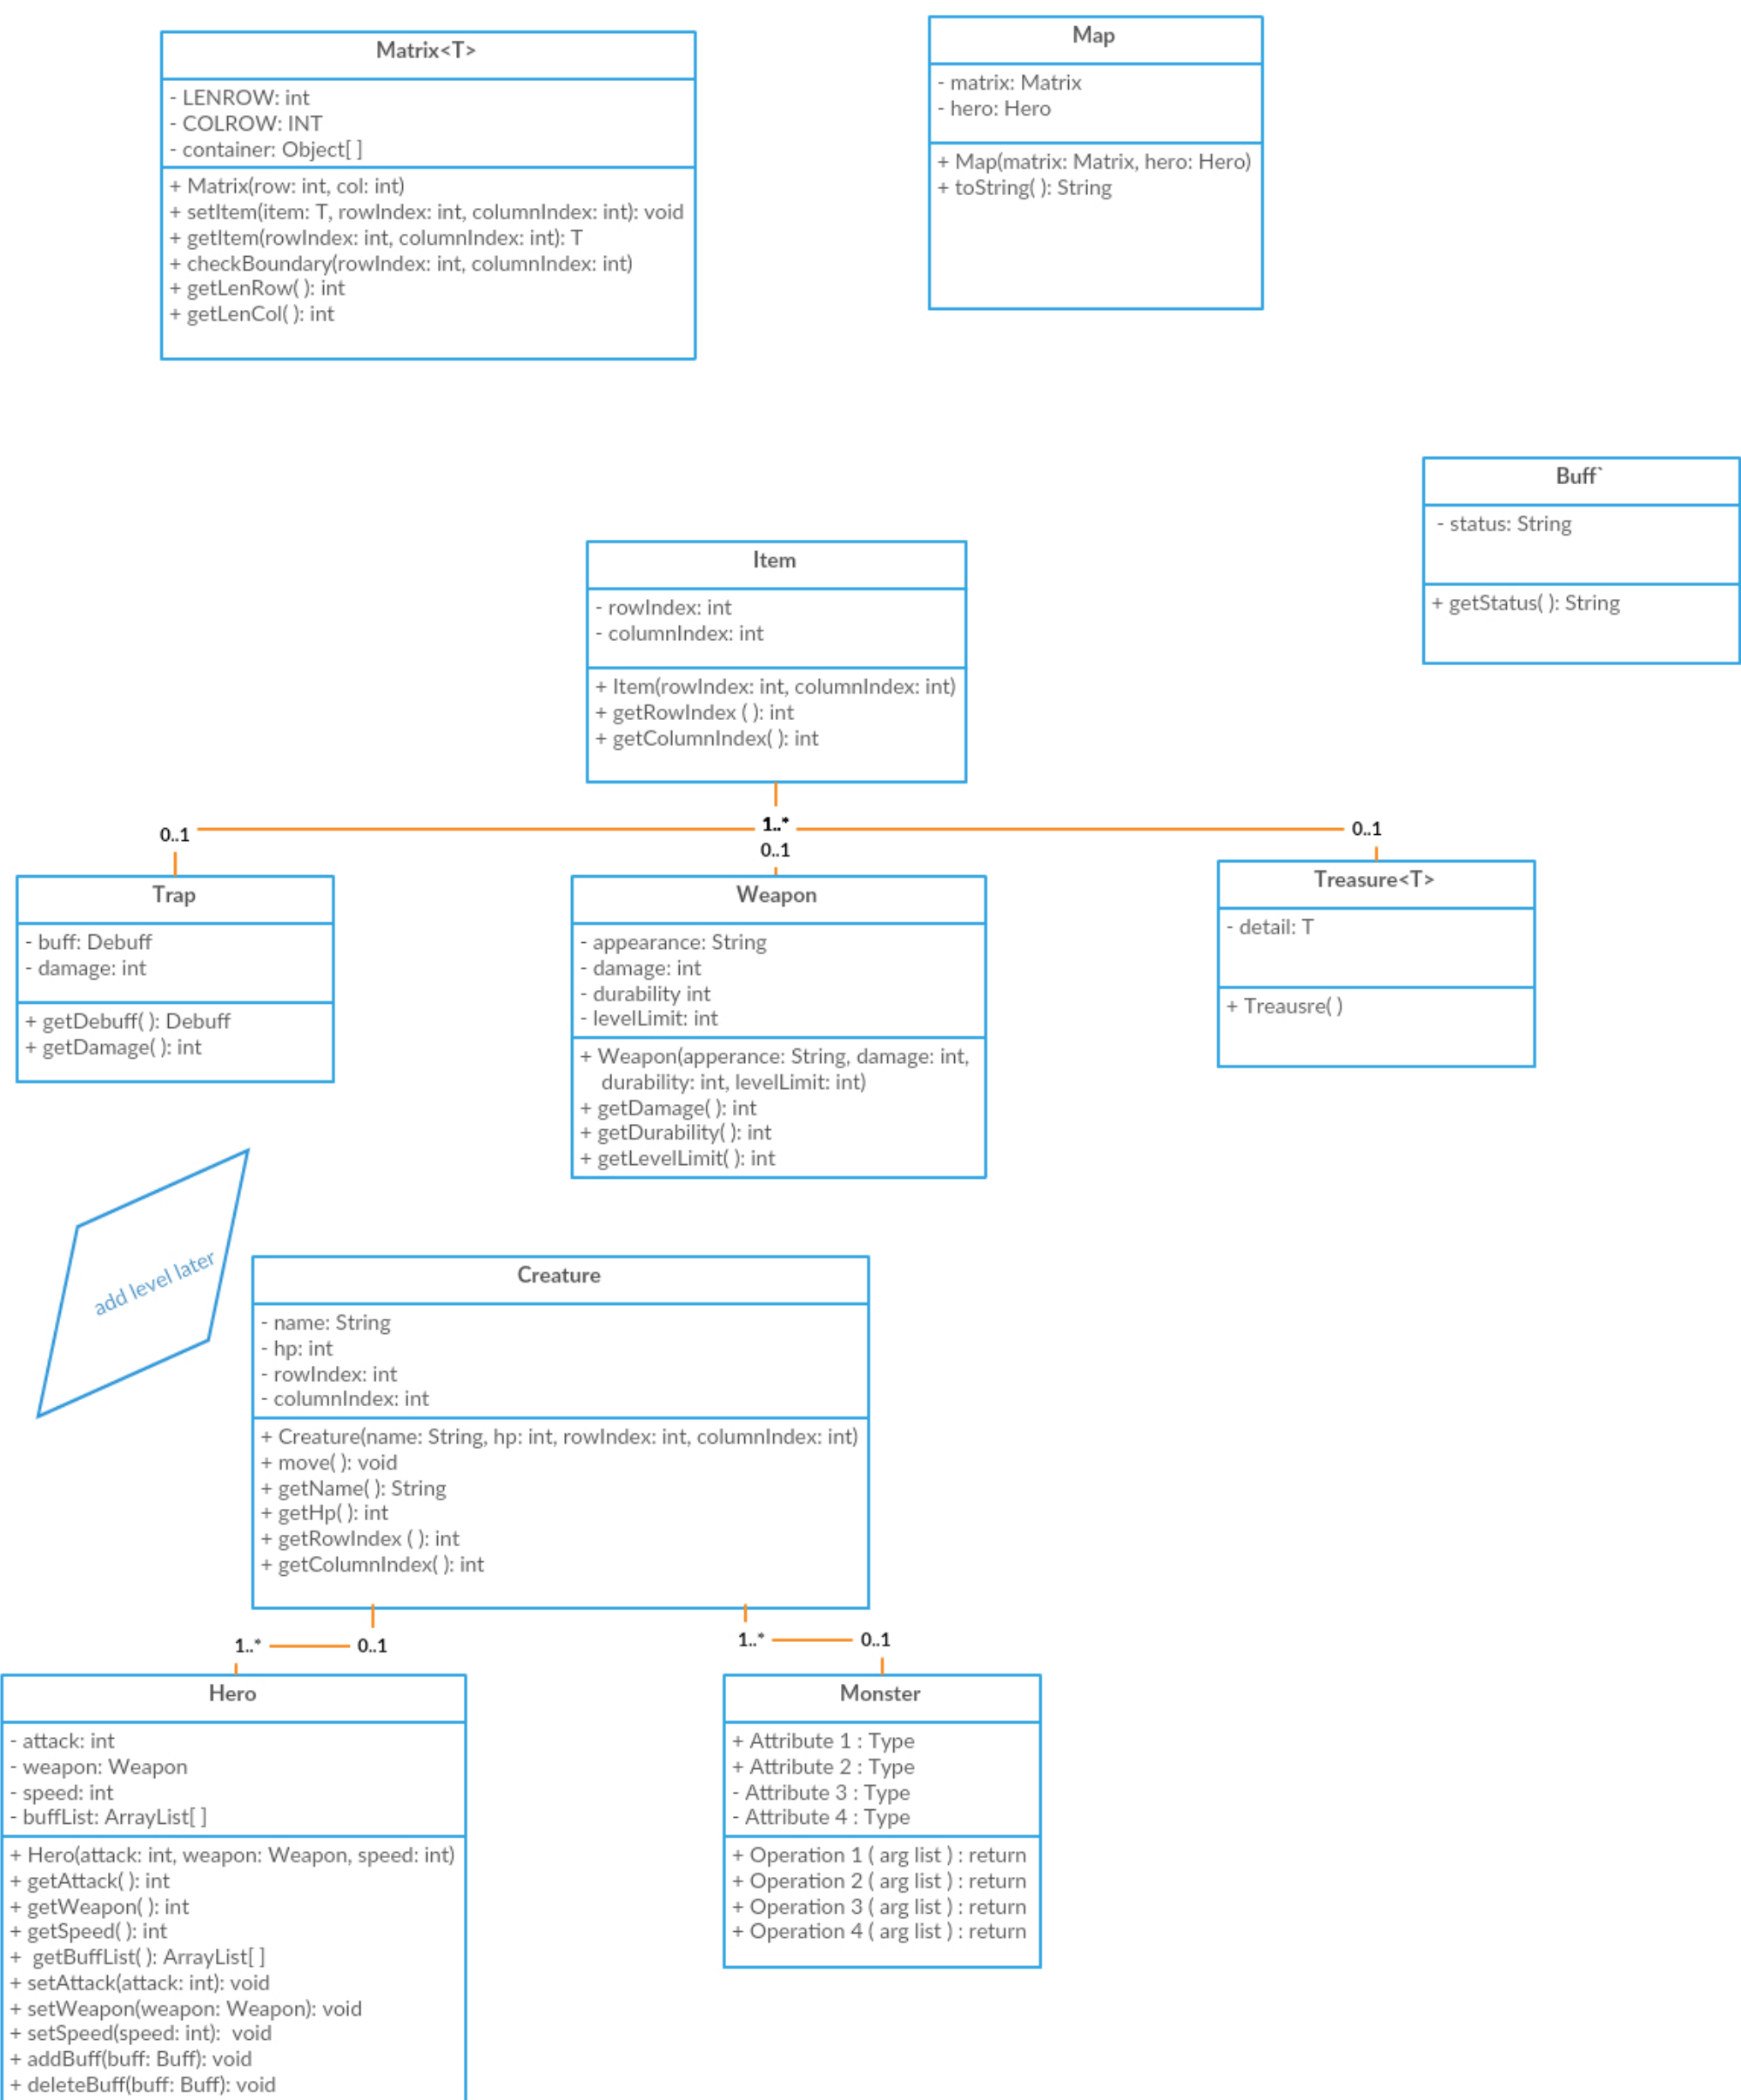 Matrix<T>
- LENROW: int
- COLROW: INT
- container: Object[ ]
+ Matrix(row: int, col: int)
+ setItem(item: T, rowIndex: int, columnIndex: int): void
+ getItem(rowIndex: int, columnIndex: int): T
+ checkBoundary(rowIndex: int, columnIndex: int)
+ getLenRow( ): int
+ getLenCol( ): int
Map
- matrix: Matrix
- hero: Hero
+ Map(matrix: Matrix, hero: Hero)
+ toString( ): String
Buff`
- status: String
+ getStatus( ): String
Item
- rowIndex: int
- columnIndex: int
+ Item(rowIndex: int, columnIndex: int)
+ getRowIndex ( ): int
+ getColumnIndex( ): int
0..1
1..*
0..1
0..1
Trap
- buff: Debuff
- damage: int
+ getDebuff( ): Debuff
+ getDamage( ): int
Weapon
- appearance: String
- damage: int
- durability int
- levelLimit: int
+ Weapon(apperance: String, damage: int,
durability: int, levelLimit: int)
+ getDamage( ): int
+ getDurability( ): int
+ getLevelLimit( ): int
Treasure<T>
- detail: T
+ Treausre( )
add level later
Creature
- name: String
- hp: int
- rowIndex: int
- columnIndex: int
+ Creature(name: String, hp: int, rowIndex: int, columnIndex: int)
+ move( ): void
+ getName( ): String
+ getHp( ): int
+ getRowIndex ( ): int
+ getColumnIndex( ): int
1..*
0..1
1..*
0..1
Hero
- attack: int
- weapon: Weapon
- speed: int
- buffList: ArrayList[ ]
+ Hero(attack: int, weapon: Weapon, speed: int)
+ getAttack( ): int
+ getWeapon( ): int
+ getSpeed( ): int
+ getBuffList( ): ArrayList[ ]
+ setAttack(attack: int): void
+ setWeapon(weapon: Weapon): void
+ setSpeed(speed: int): void
+ addBuff(buff: Buff): void
+ deleteBuff(buff: Buff): void
Monster
+ Attribute 1 : Type
+ Attribute 2 : Type
- Attribute 3 : Type
- Attribute 4 : Type
+ Operation 1 ( arg list ) : return
+ Operation 2 ( arg list ) : return
+ Operation 3 ( arg list ) : return
+ Operation 4 ( arg list ) : return